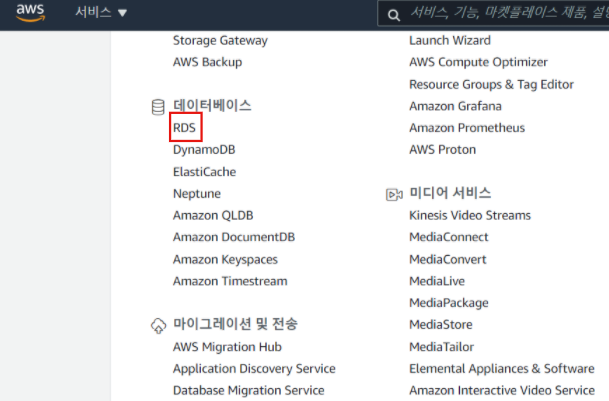 aws
서비스 ▼
서비스, 기능, 마켓플레이스 제품, 설명
Storage Gateway
AWS Backup
데이터베이스
RDS
DynamoDB
ElastiCache
Neptune
Amazon QLDB
Amazon DocumentDB
Amazon Keyspaces
Amazon Timestream
마이그레이션 및 전송
AWS Migration Hub
Application Discovery Service
Database Migration Service
Launch Wizard
AWS Compute Optimizer
Resource Groups & Tag Editor
Amazon Grafana
Amazon Prometheus
AWS Proton
미디어 서비스
Kinesis Video Streams
MediaConnect
MediaConvert
MediaLive
MediaPackage
MediaStore
MediaTailor
Elemental Appliances & Software
Amazon Interactive Video Service